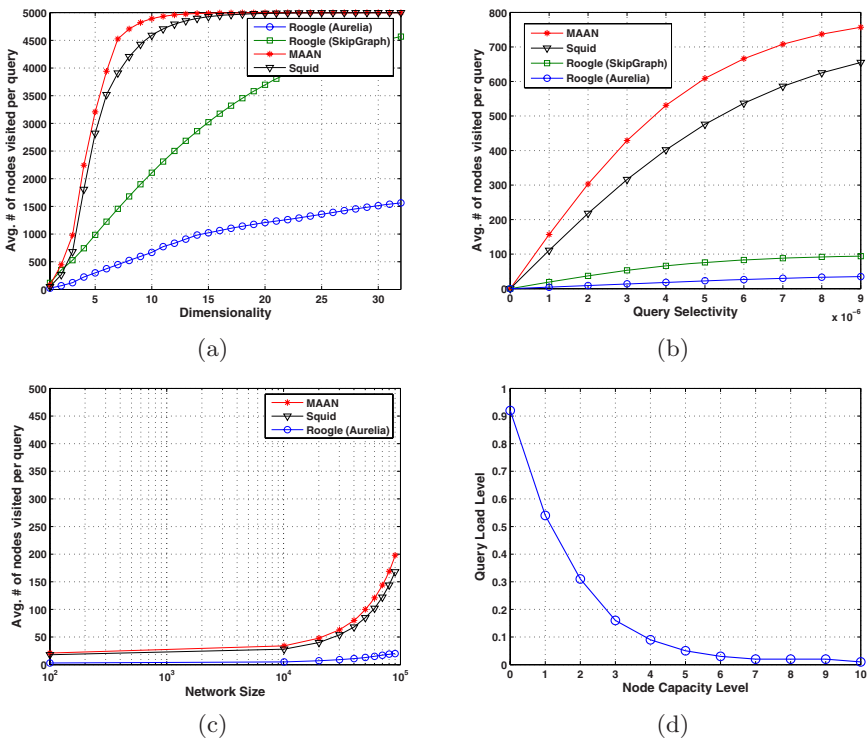 5000
4500
4000
3500
3000
2500
2000
1500
1000
500
0
Avg. # of nodes visited per query
Roogle (Aurelia)
Roogle (SkipGraph)
MAAN
Squid
5 10 15 20 25 30
Dimensionality
(a)
800
700
600
500
400
300
200
100
0
Avg. # of nodes visited per query
MAAN
Squid
Roogle (SkipGraph)
Roogle (Aurelia)
0 1 2 3 4 5 6 7 8 9
Query Selectivity
x 10⁻⁶
(b)
500
450
400
350
300
250
200
150
100
50
0
Avg. # of nodes visited per query
MAAN
Squid
Roogle (Aurelia)
10² 10³ 10⁴ 10⁵
Network Size
(c)
1
0.9
0.8
0.7
0.6
0.5
0.4
0.3
0.2
0.1
0
Query Load Level
0 1 2 3 4 5 6 7 8 9 10
Node Capacity Level
(d)